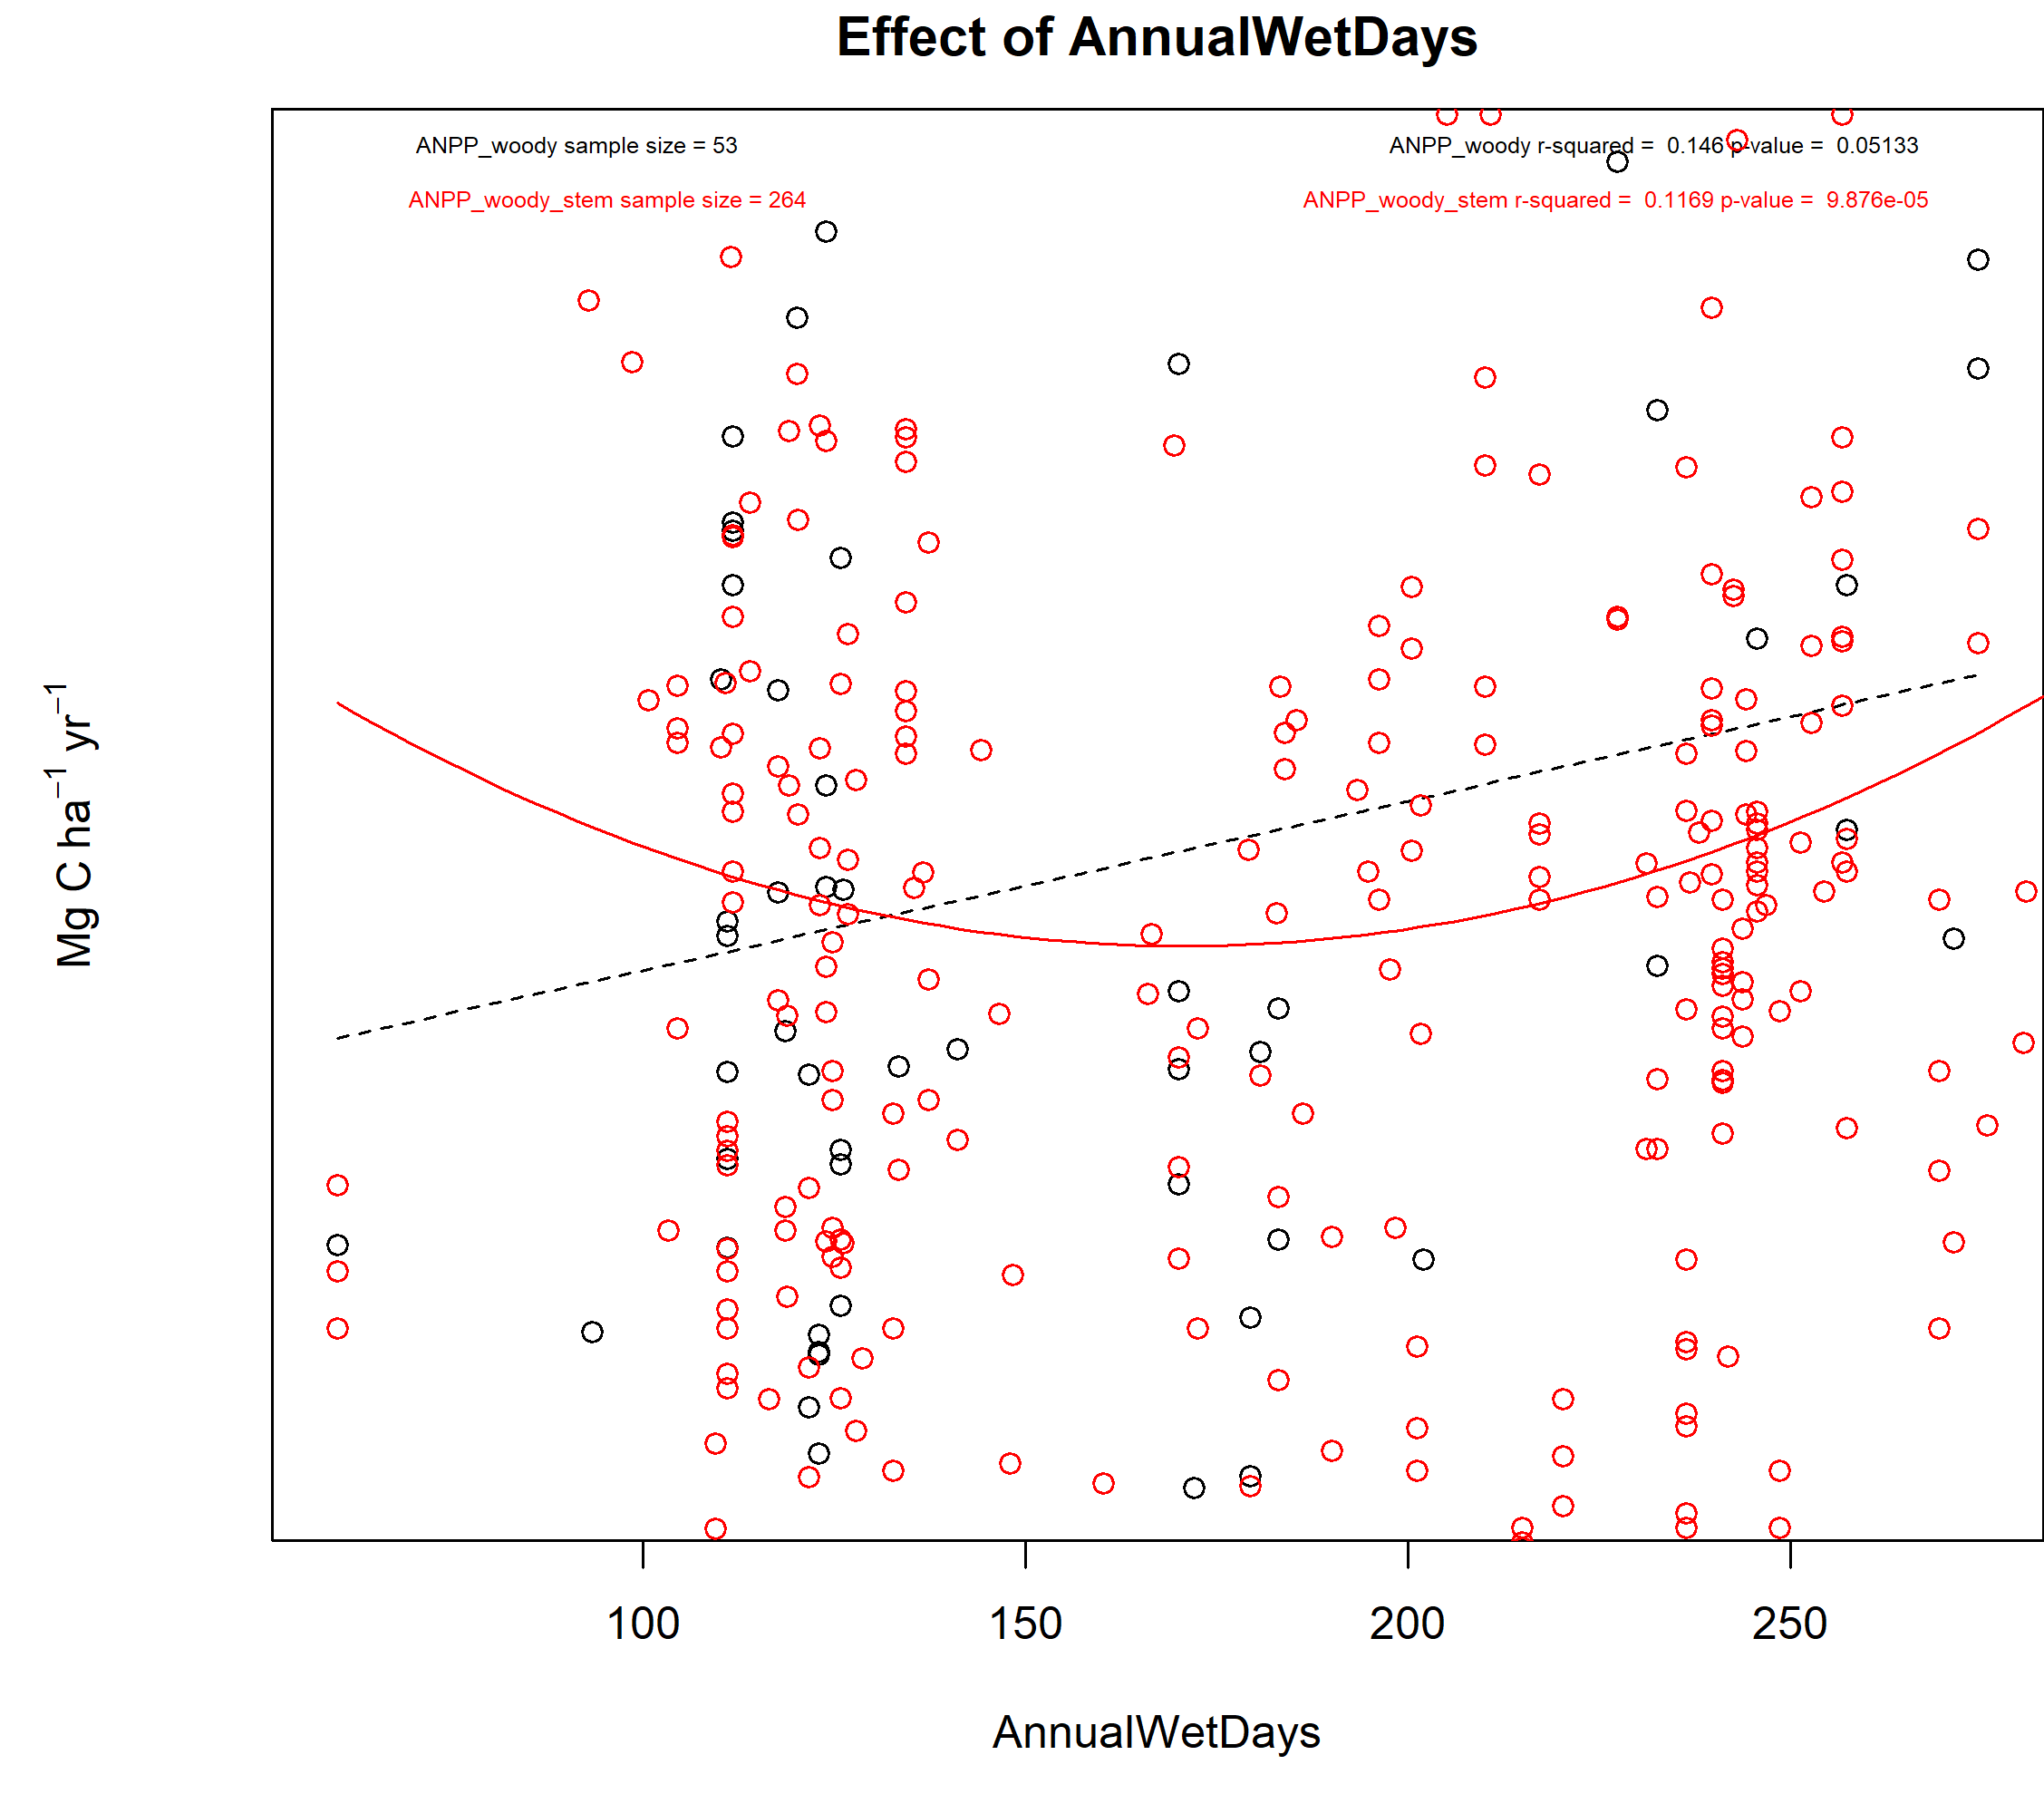 Effect of AnnualWetDays
ANPP_woody sample size = 53
ANPP_woody r-squared = 0.146 p-value = 0.05133
ANPP_woody_stem sample size = 264
ANPP_woody_stem r-squared = 0.1169 p-value = 9.876e-05
Mg C ha⁻¹ yr⁻¹
100 150 200 250
AnnualWetDays